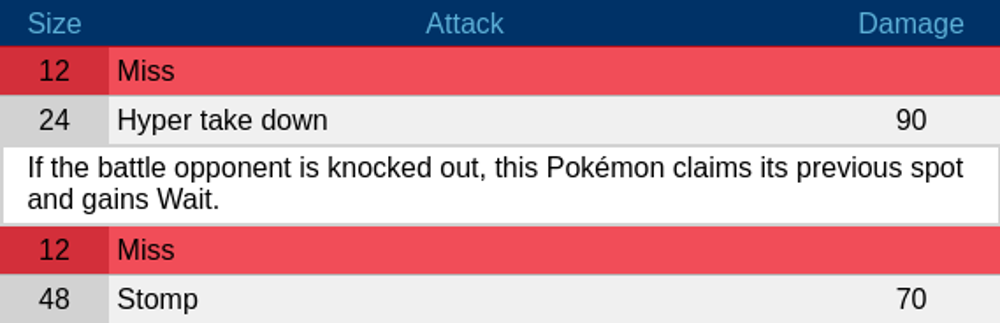 Size Attack Damage
12 Miss
24 Hyper take down 90
If the battle opponent is knocked out, this Pokémon claims its previous spot
and gains Wait.
12 Miss
48 Stomp 70